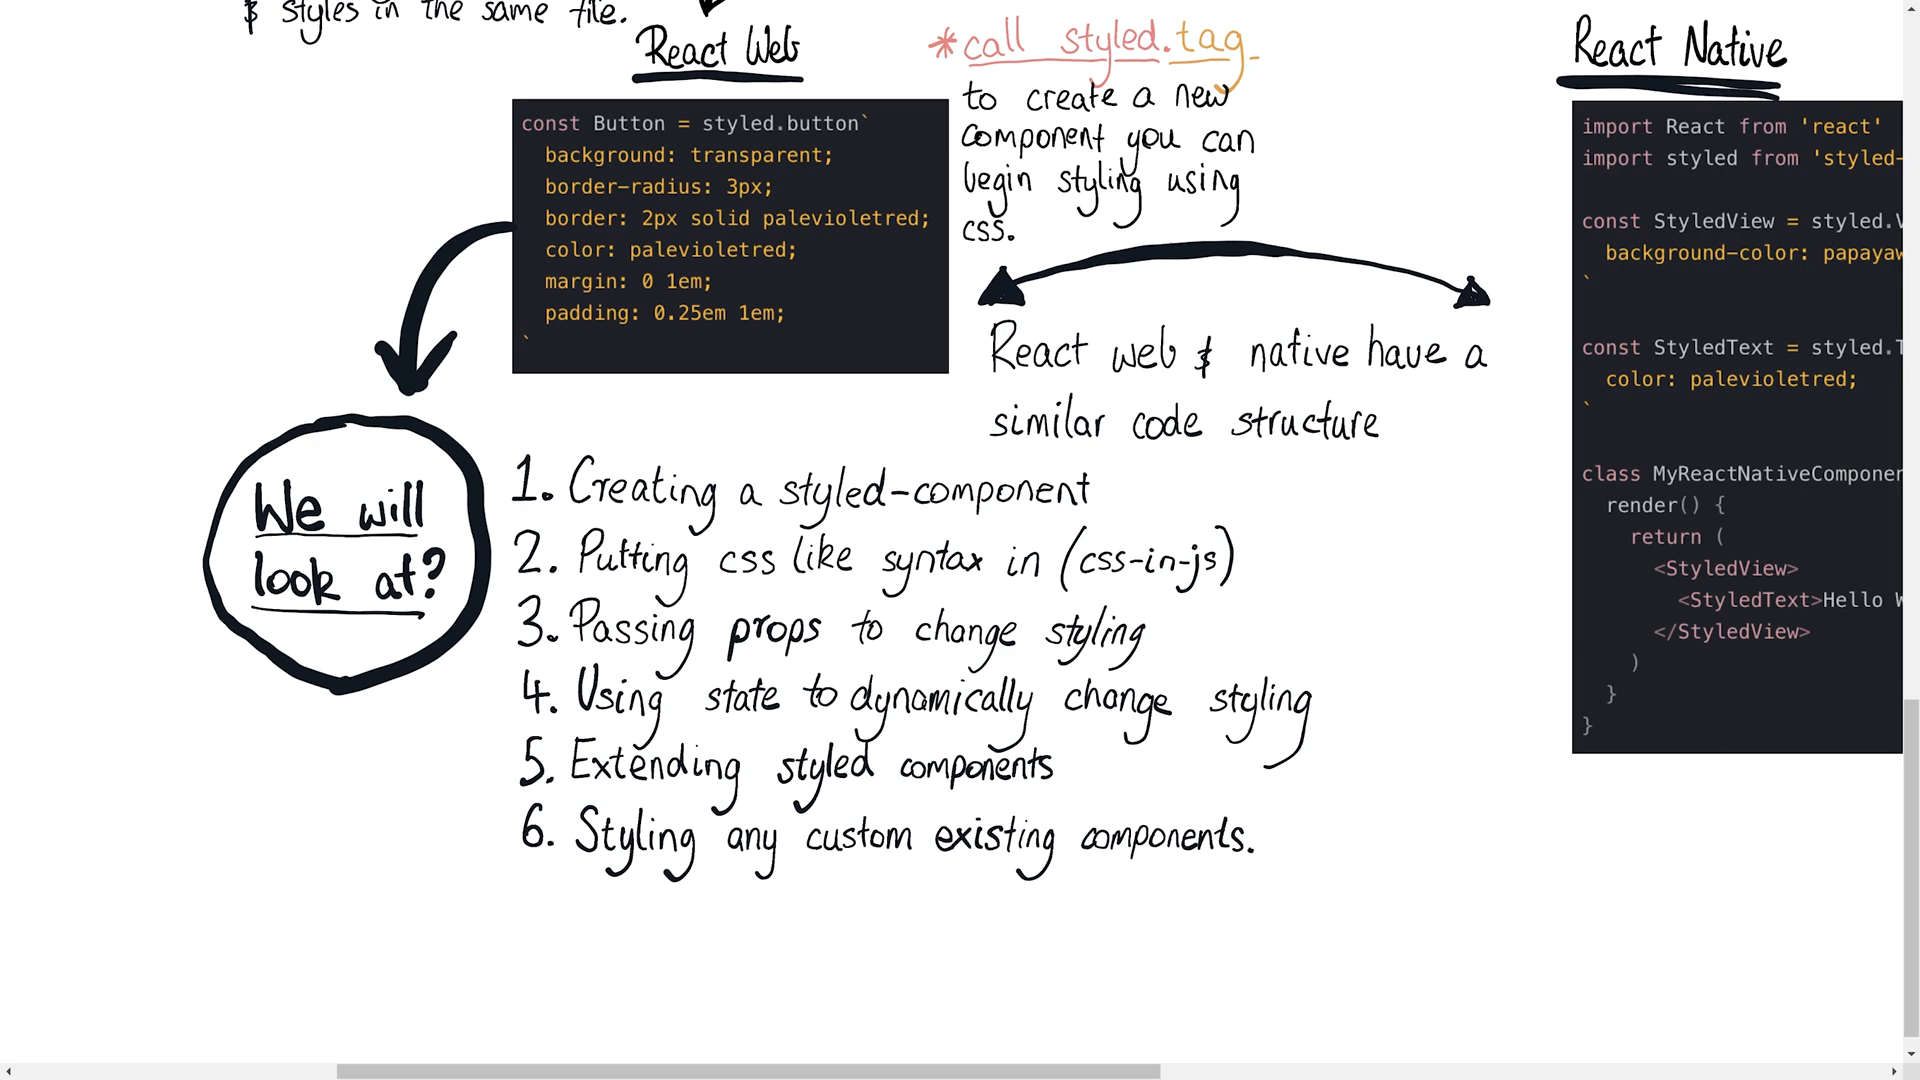 & styles in the same file.
React Web
const Button = styled.button`
background: transparent;
border-radius: 3px;
border: 2px solid palevioletred;
color: palevioletred;
margin: 0 1em;
padding: 0.25em 1em;
`
*call styled.tag
to create a new
component you can
begin styling using
css.
React web & native have a
similar code structure
React Native
import React from 'react'
import styled from 'styled-
const StyledView = styled.V
background-color: papayaw
`
const StyledText = styled.T
color: palevioletred;
`
class MyReactNativeComponen
render() {
return (
<StyledView>
<StyledText>Hello W
</StyledView>
)
}
}
We will
look at?
1. Creating a styled-component
2. Putting css like syntax in (css-in-js)
3. Passing props to change styling
4. Using state to dynamically change styling
5. Extending styled components
6. Styling any custom existing components.